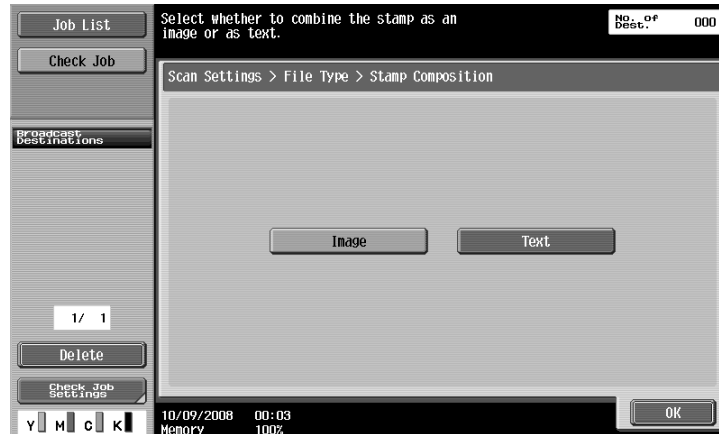 Job List
Check Job
Broadcast
Destinations
1/ 1
Delete
Check Job
Settings
Y M C K
Select whether to combine the stamp as an
image or as text.
No. of
Dest. 000
Scan Settings > File Type > Stamp Composition
Image Text
10/09/2008 00:03
Memory 100%
OK